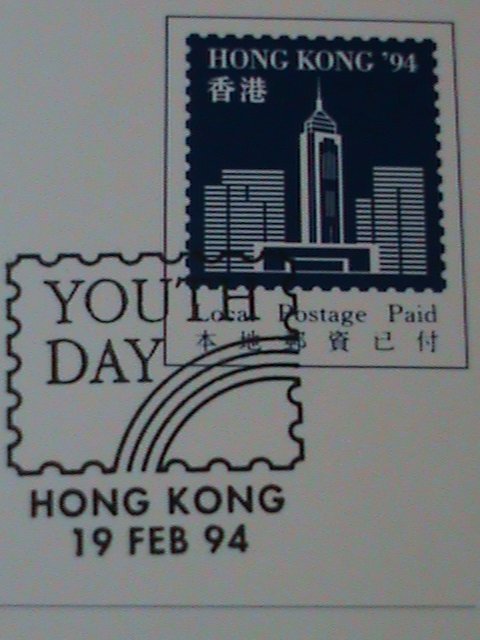 HONG KONG '94
香港
Local Postage Paid
本地郵資已付
YOUTH
DAY
HONG KONG
19 FEB 94